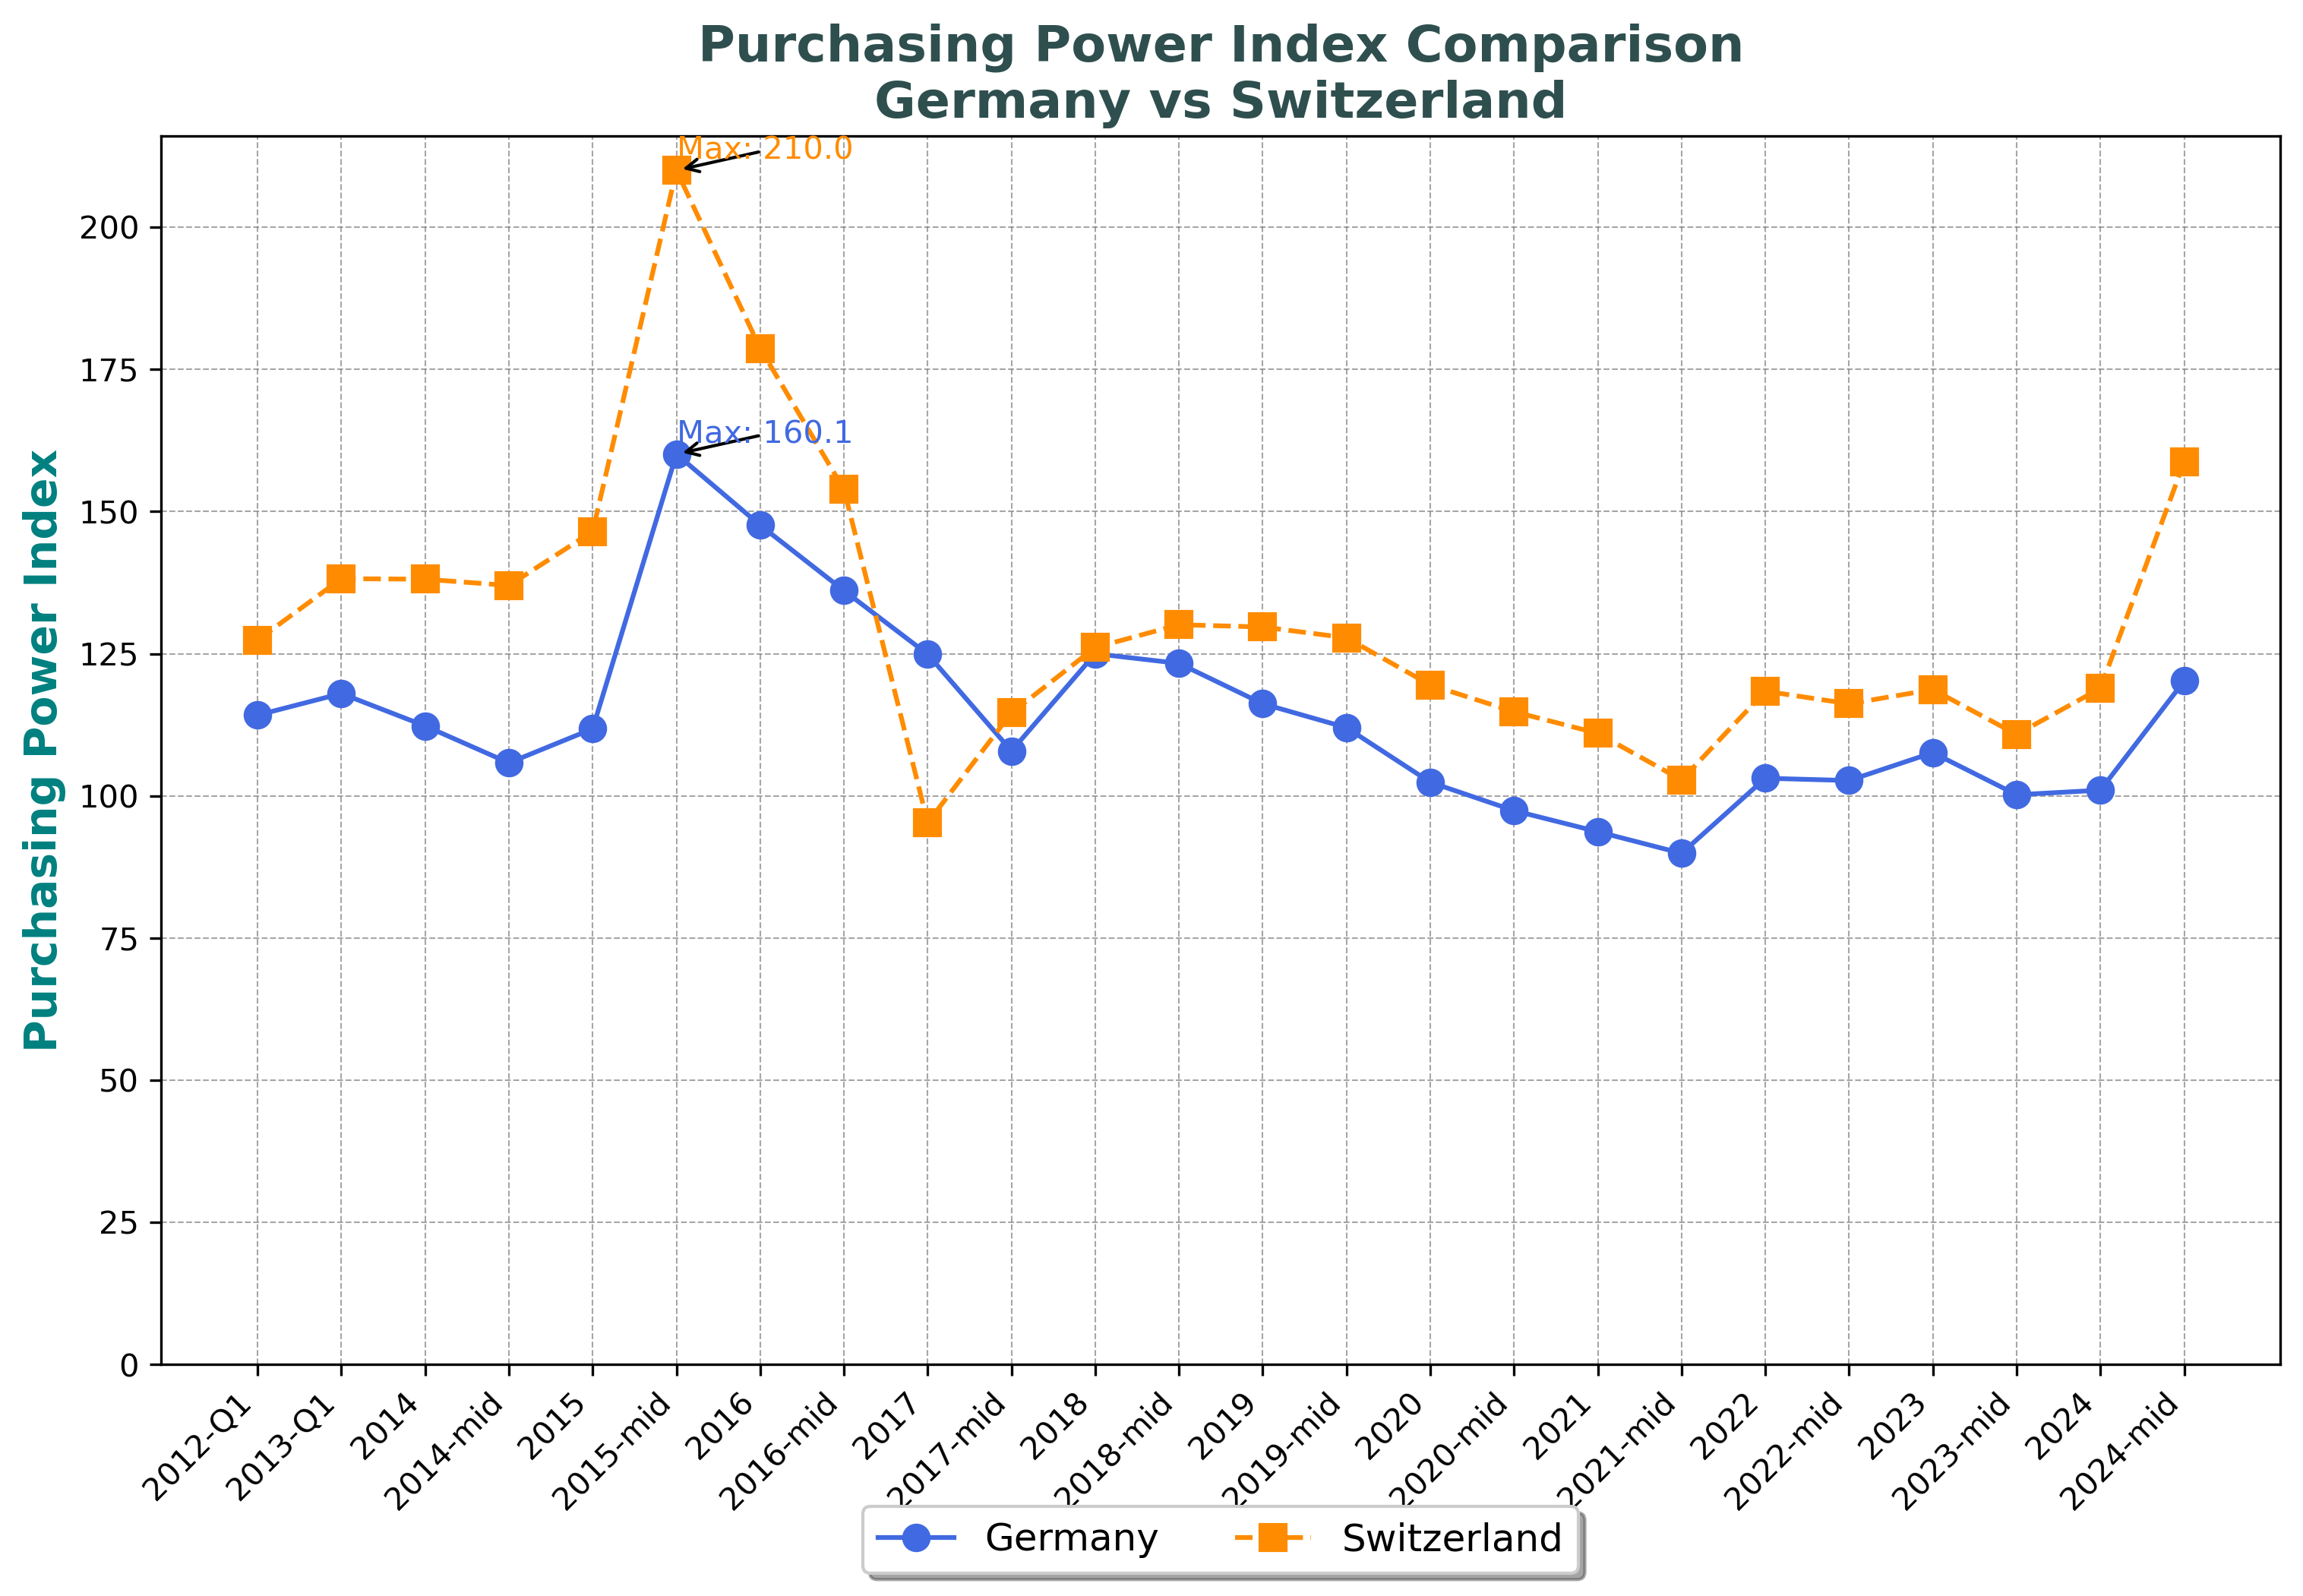 Purchasing Power Index Comparison
Germany vs Switzerland
Purchasing Power Index
200
175
150
125
100
75
50
25
0
Max: 210.0
Max: 160.1
2012-Q1
2013-Q1
2014
2014-mid
2015
2015-mid
2016
2016-mid
2017
2017-mid
2018
2018-mid
2019
2019-mid
2020
2020-mid
2021
2021-mid
2022
2022-mid
2023
2023-mid
2024
2024-mid
Germany
Switzerland